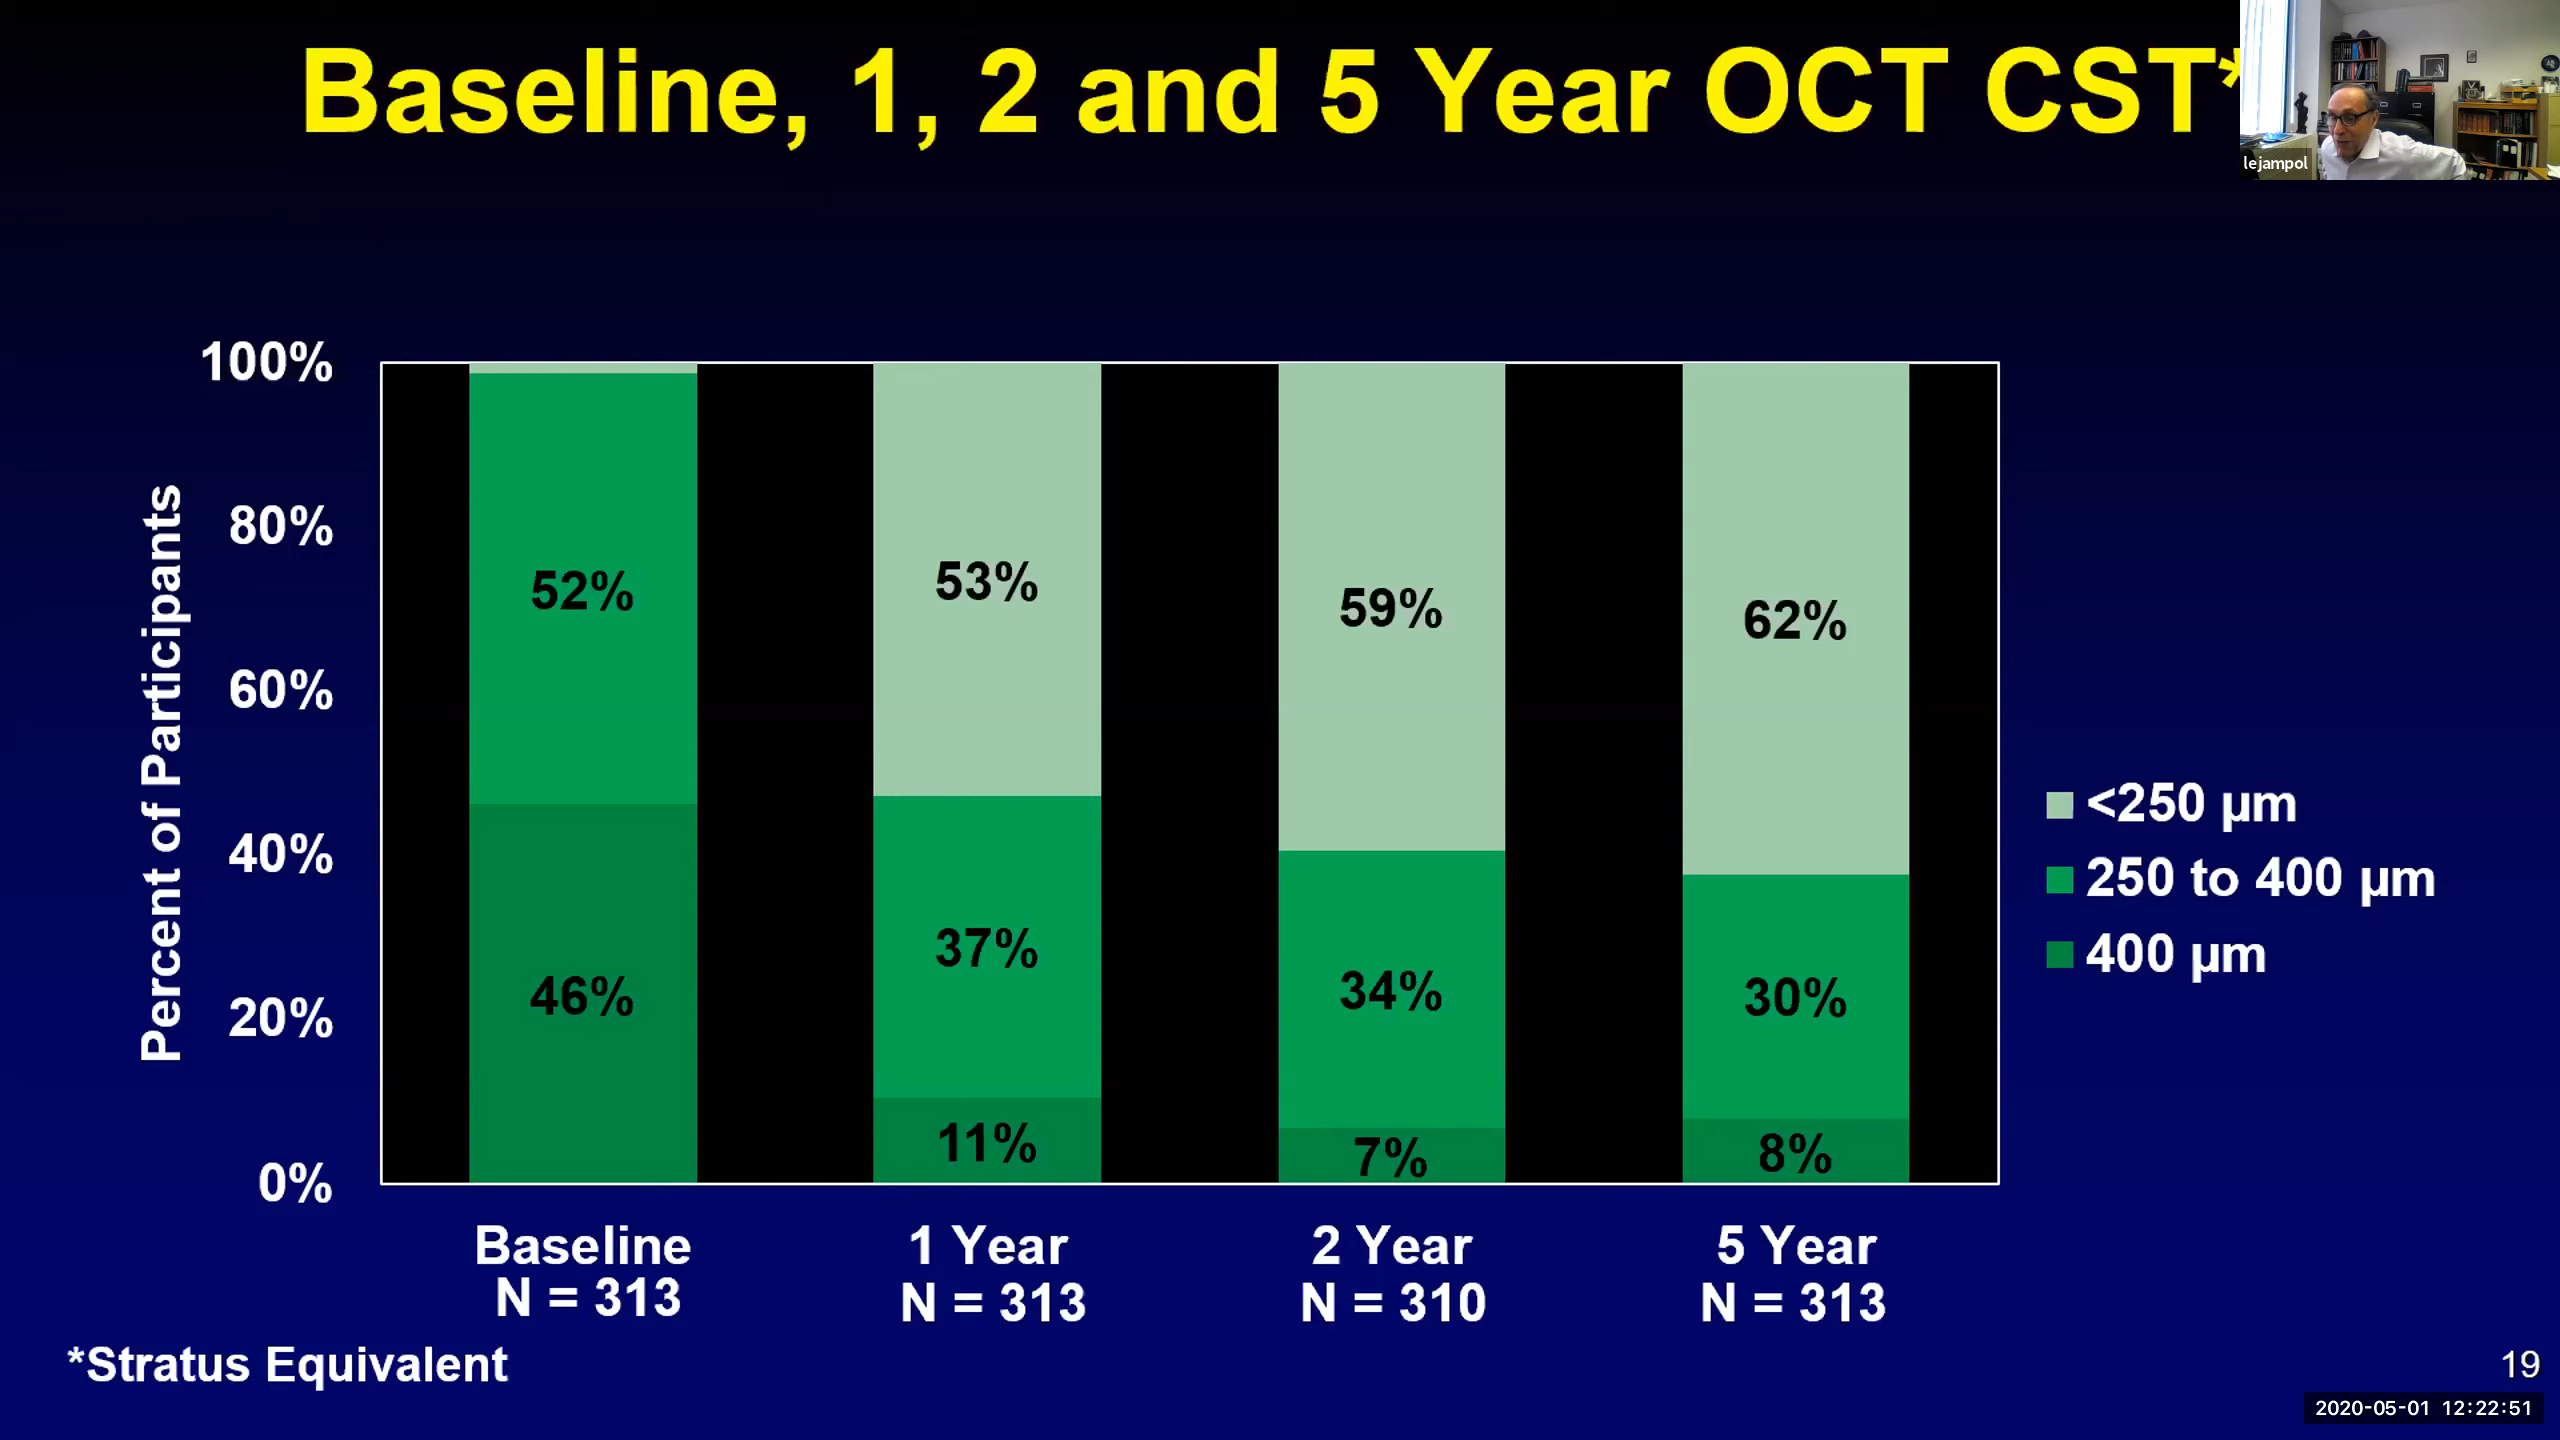 Baseline, 1, 2 and 5 Year OCT CST*
lejampol
Percent of Participants
100%
80%
60%
40%
20%
0%
52%
46%
53%
37%
11%
59%
34%
7%
62%
30%
8%
<250 µm
250 to 400 µm
400 µm
Baseline
N = 313
1 Year
N = 313
2 Year
N = 310
5 Year
N = 313
*Stratus Equivalent
19
2020-05-01 12:22:51